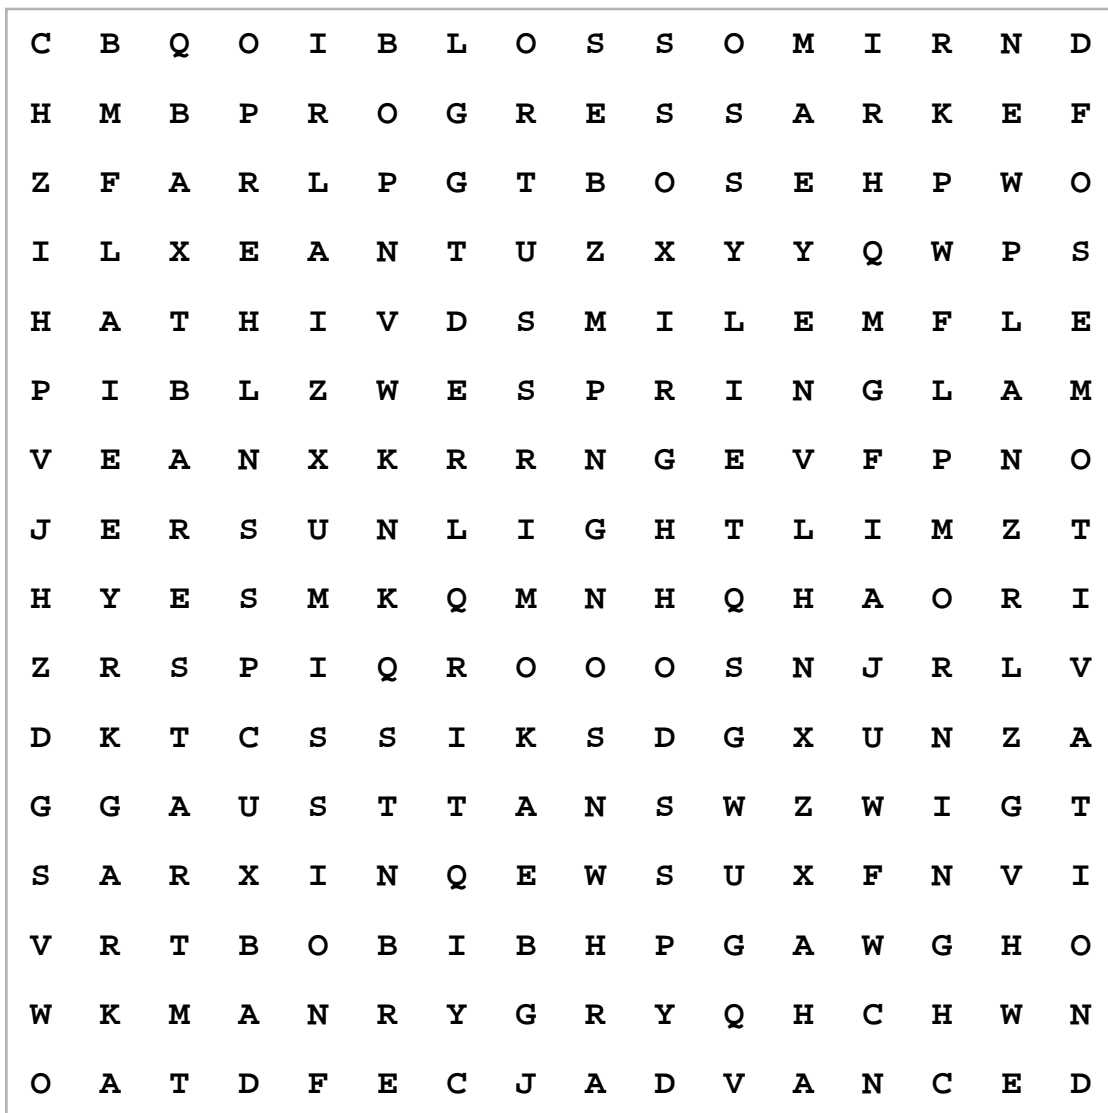 C B Q O I B L O S S O M I R N D
H M B P R O G R E S S A R K E F
Z F A R L P G T B O S E H P W O
I L X E A N T U Z X Y Y Q W P S
H A T H I V D S M I L E M F L E
P I B L Z W E S P R I N G L A M
V E A N X K R R N G E V F P N O
J E R S U N L I G H T L I M Z T
H Y E S M K Q M N H Q H A O R I
Z R S P I Q R O O O S N J R L V
D K T C S S I K S D G X U N Z A
G G A U S T T A N S W Z W I G T
S A R X I N Q E W S U X F N V I
V R T B O B I B H P G A W G H O
W K M A N R Y G R Y Q H C H W N
O A T D F E C J A D V A N C E D